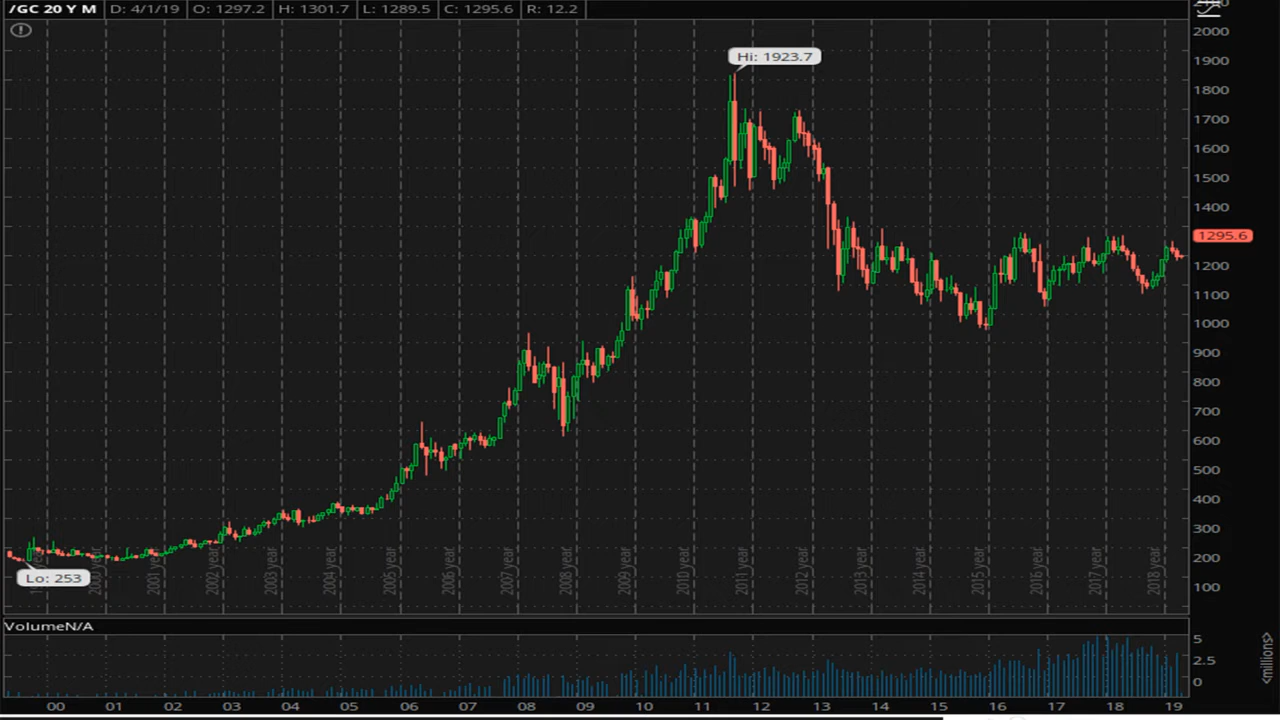 /GC 20 Y M D: 4/1/19 O: 1297.2 H: 1301.7 L: 1289.5 C: 1295.6 R: 12.2
2000
Hi: 1923.7
1900
1800
1700
1600
1500
1400
1295.6
1200
1100
1000
900
800
700
600
500
400
300
200
100
Lo: 253
2001 year
2002 year
2003 year
2004 year
2005 year
2006 year
2007 year
2008 year
2009 year
2010 year
2011 year
2012 year
2013 year
2014 year
2015 year
2016 year
2017 year
2018 year
VolumeN/A
5
2.5
0
<millions>
00 01 02 03 04 05 06 07 08 09 10 11 12 13 14 15 16 17 18 19